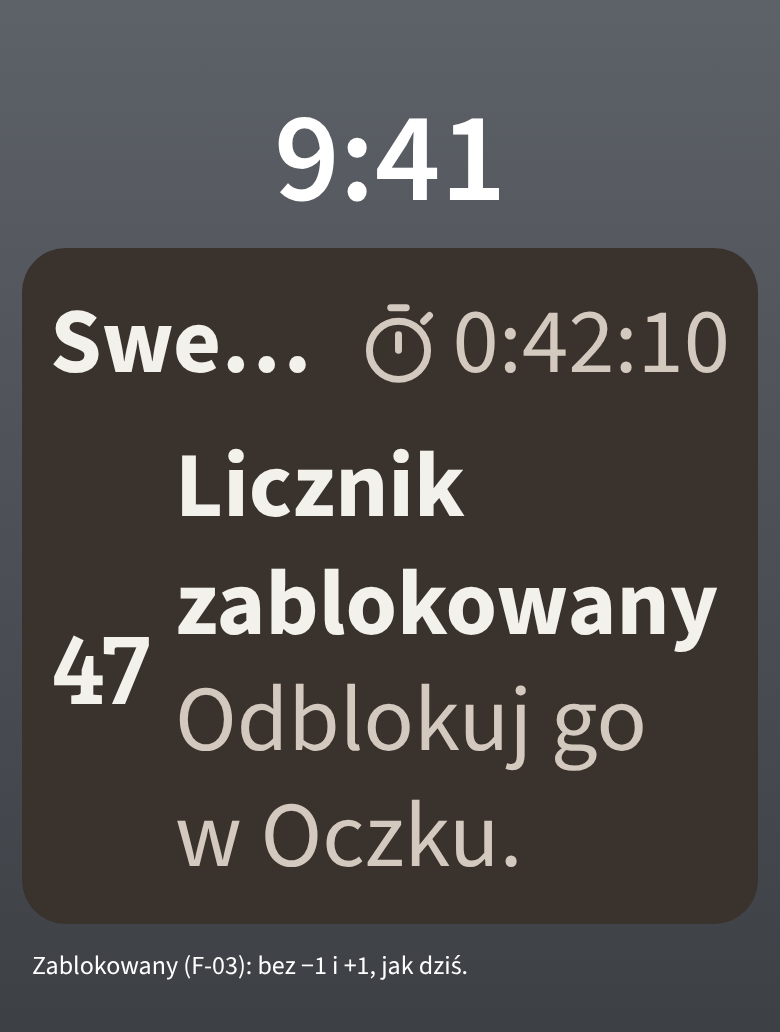 9:41
Swe… 0:42:10
Licznik
zablokowany
47
Odblokuj go
w Oczku.
Zablokowany (F-03): bez −1 i +1, jak dziś.